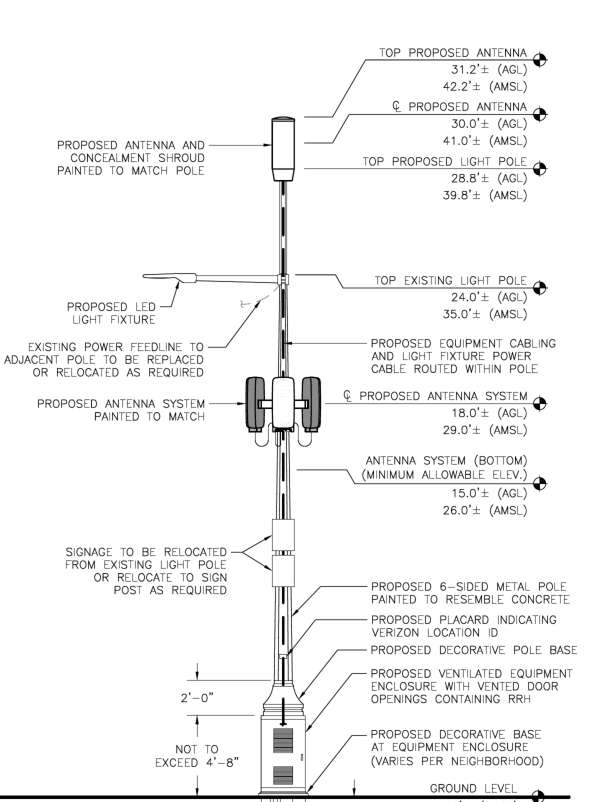 TOP PROPOSED ANTENNA
31.2'± (AGL)
42.2'± (AMSL)
℄ PROPOSED ANTENNA
30.0'± (AGL)
41.0'± (AMSL)
PROPOSED ANTENNA AND
CONCEALMENT SHROUD
PAINTED TO MATCH POLE
TOP PROPOSED LIGHT POLE
28.8'± (AGL)
39.8'± (AMSL)
TOP EXISTING LIGHT POLE
24.0'± (AGL)
35.0'± (AMSL)
PROPOSED LED
LIGHT FIXTURE
EXISTING POWER FEEDLINE TO
ADJACENT POLE TO BE REPLACED
OR RELOCATED AS REQUIRED
PROPOSED EQUIPMENT CABLING
AND LIGHT FIXTURE POWER
CABLE ROUTED WITHIN POLE
PROPOSED ANTENNA SYSTEM
PAINTED TO MATCH
℄ PROPOSED ANTENNA SYSTEM
18.0'± (AGL)
29.0'± (AMSL)
ANTENNA SYSTEM (BOTTOM)
(MINIMUM ALLOWABLE ELEV.)
15.0'± (AGL)
26.0'± (AMSL)
SIGNAGE TO BE RELOCATED
FROM EXISTING LIGHT POLE
OR RELOCATE TO SIGN
POST AS REQUIRED
PROPOSED 6-SIDED METAL POLE
PAINTED TO RESEMBLE CONCRETE
PROPOSED PLACARD INDICATING
VERIZON LOCATION ID
PROPOSED DECORATIVE POLE BASE
2'-0"
PROPOSED VENTILATED EQUIPMENT
ENCLOSURE WITH VENTED DOOR
OPENINGS CONTAINING RRH
NOT TO
EXCEED 4'-8"
PROPOSED DECORATIVE BASE
AT EQUIPMENT ENCLOSURE
(VARIES PER NEIGHBORHOOD)
GROUND LEVEL